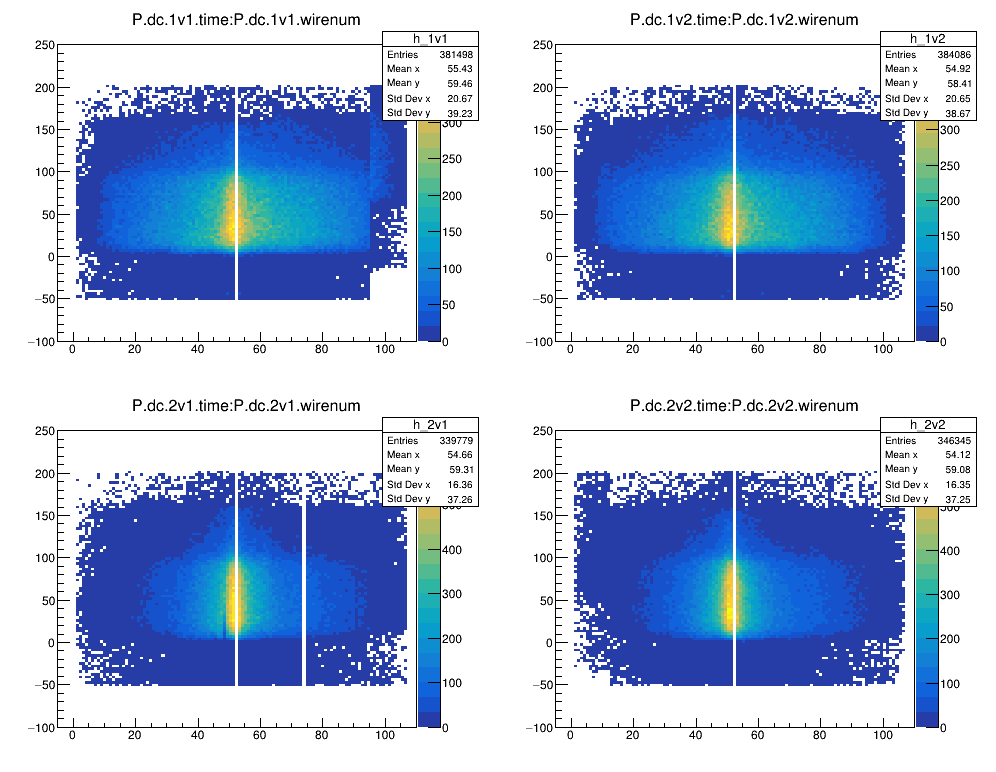 P.dc.1v1.time:P.dc.1v1.wirenum
h_1v1
Entries 381498
Mean x 55.43
Mean y 59.46
Std Dev x 20.67
Std Dev y 39.23
250
200
150
100
50
0
−50
−100
0 20 40 60 80 100
300
250
200
150
100
50
0
P.dc.1v2.time:P.dc.1v2.wirenum
h_1v2
Entries 384086
Mean x 54.92
Mean y 58.41
Std Dev x 20.65
Std Dev y 38.67
250
200
150
100
50
0
−50
−100
0 20 40 60 80 100
300
250
200
150
100
50
0
P.dc.2v1.time:P.dc.2v1.wirenum
h_2v1
Entries 339779
Mean x 54.66
Mean y 59.31
Std Dev x 16.36
Std Dev y 37.26
250
200
150
100
50
0
−50
−100
0 20 40 60 80 100
500
400
300
200
100
0
P.dc.2v2.time:P.dc.2v2.wirenum
h_2v2
Entries 346345
Mean x 54.12
Mean y 59.08
Std Dev x 16.35
Std Dev y 37.25
250
200
150
100
50
0
−50
−100
0 20 40 60 80 100
500
400
300
200
100
0